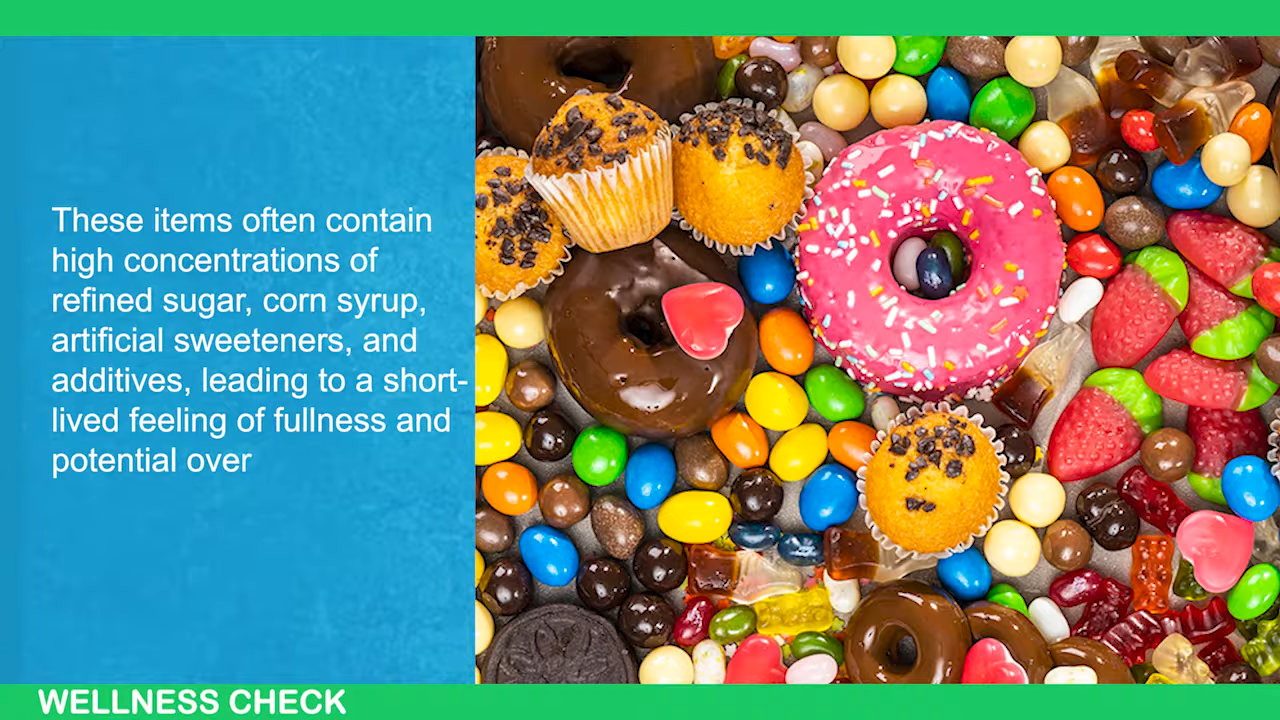 These items often contain
high concentrations of
refined sugar, corn syrup,
artificial sweeteners, and
additives, leading to a short-
lived feeling of fullness and
potential over
WELLNESS CHECK